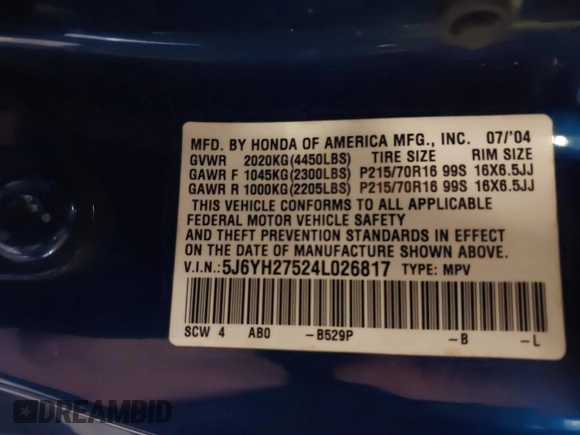 MFD. BY HONDA OF AMERICA MFG., INC. 07/'04
GVWR 2020KG(4450LBS) TIRE SIZE RIM SIZE
GAWR F 1045KG(2300LBS) P215/70R16 99S 16X6.5JJ
GAWR R 1000KG(2205LBS) P215/70R16 99S 16X6.5JJ
THIS VEHICLE CONFORMS TO ALL APPLICABLE
FEDERAL MOTOR VEHICLE SAFETY
AND THEFT PREVENTION STANDARDS IN EFFECT
ON THE DATE OF MANUFACTURE SHOWN ABOVE.
V.I.N.:5J6YH27524L026817 TYPE: MPV
SCW 4 AB0 -B529P -B -L
DREAMBID